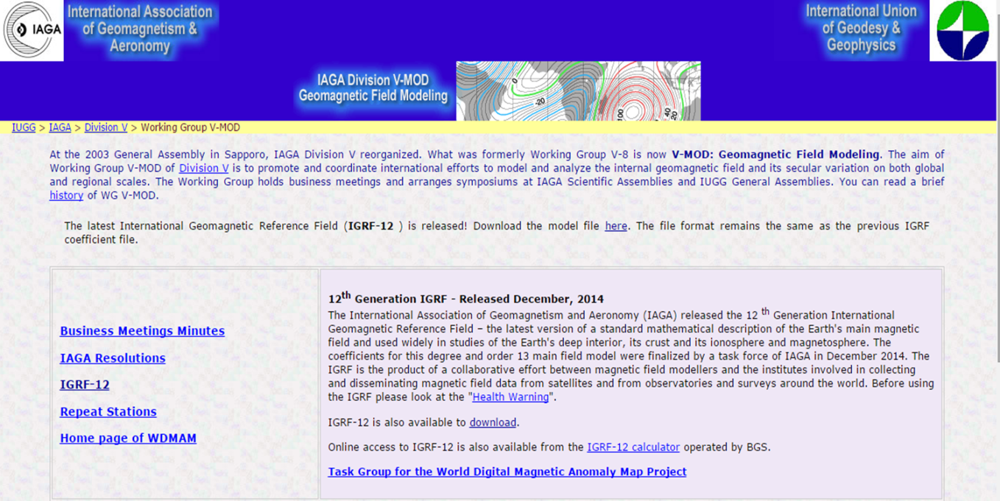 IAGA
International Association
of Geomagnetism &
Aeronomy
International Union
of Geodesy &
Geophysics
IAGA Division V-MOD
Geomagnetic Field Modeling
0
-20
100
40
20
IUGG > IAGA > Division V > Working Group V-MOD
At the 2003 General Assembly in Sapporo, IAGA Division V reorganized. What was formerly Working Group V-8 is now V-MOD: Geomagnetic Field Modeling. The aim of
Working Group V-MOD of Division V is to promote and coordinate international efforts to model and analyze the internal geomagnetic field and its secular variation on both global
and regional scales. The Working Group holds business meetings and arranges symposiums at IAGA Scientific Assemblies and IUGG General Assemblies. You can read a brief
history of WG V-MOD.
The latest International Geomagnetic Reference Field (IGRF-12 ) is released! Download the model file here. The file format remains the same as the previous IGRF
coefficient file.
Business Meetings Minutes
IAGA Resolutions
IGRF-12
Repeat Stations
Home page of WDMAM
12th Generation IGRF - Released December, 2014
The International Association of Geomagnetism and Aeronomy (IAGA) released the 12 th Generation International
Geomagnetic Reference Field – the latest version of a standard mathematical description of the Earth's main magnetic
field and used widely in studies of the Earth's deep interior, its crust and its ionosphere and magnetosphere. The
coefficients for this degree and order 13 main field model were finalized by a task force of IAGA in December 2014. The
IGRF is the product of a collaborative effort between magnetic field modellers and the institutes involved in collecting
and disseminating magnetic field data from satellites and from observatories and surveys around the world. Before using
the IGRF please look at the "Health Warning".
IGRF-12 is also available to download.
Online access to IGRF-12 is also available from the IGRF-12 calculator operated by BGS.
Task Group for the World Digital Magnetic Anomaly Map Project